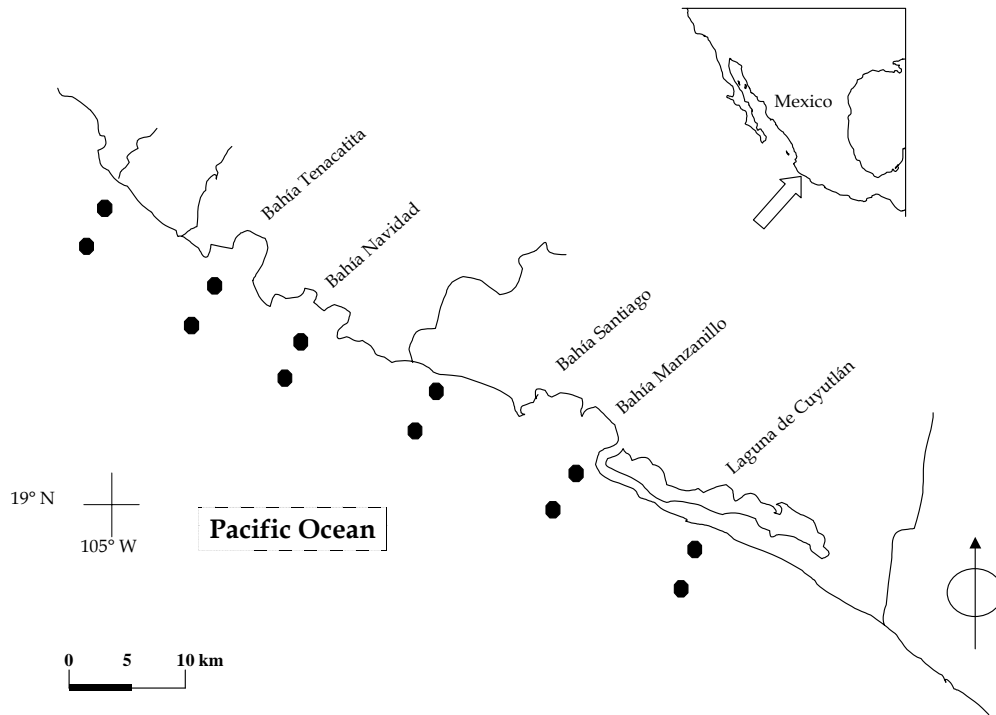 Mexico
Bahía Tenacatita
Bahía Navidad
Bahía Santiago
Bahía Manzanillo
Laguna de Cuyutlán
19° N
105° W
Pacific Ocean
0 5 10 km